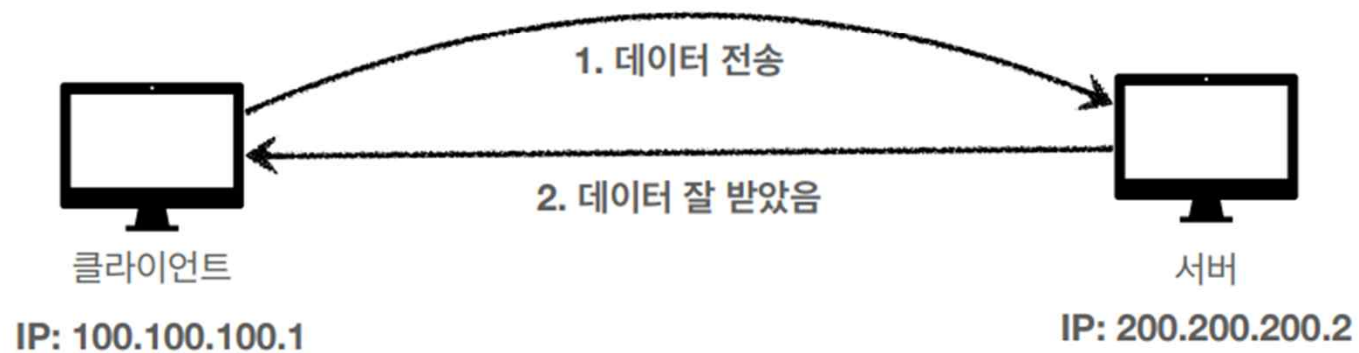 1. 데이터 전송
2. 데이터 잘 받았음
클라이언트
서버
IP: 100.100.100.1
IP: 200.200.200.2